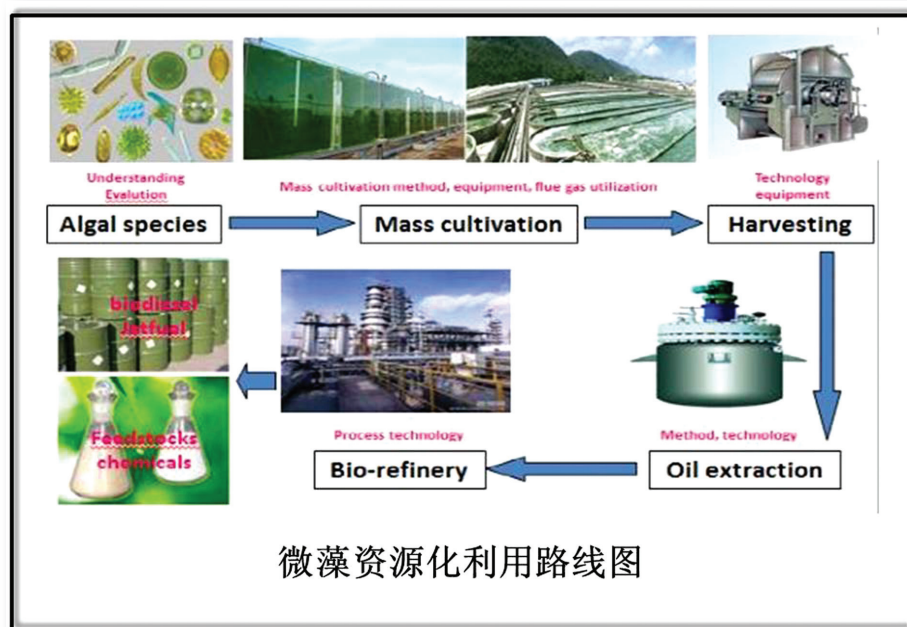 Understanding
Evalution
Mass cultivation method, equipment, flue gas utilization
Technology
equipment
Algal species
Mass cultivation
Harvesting
biodiesel
Jetfual
Feedstocks
chemicals
Process technology
Method, technology
Bio-refinery
Oil extraction
微藻资源化利用路线图